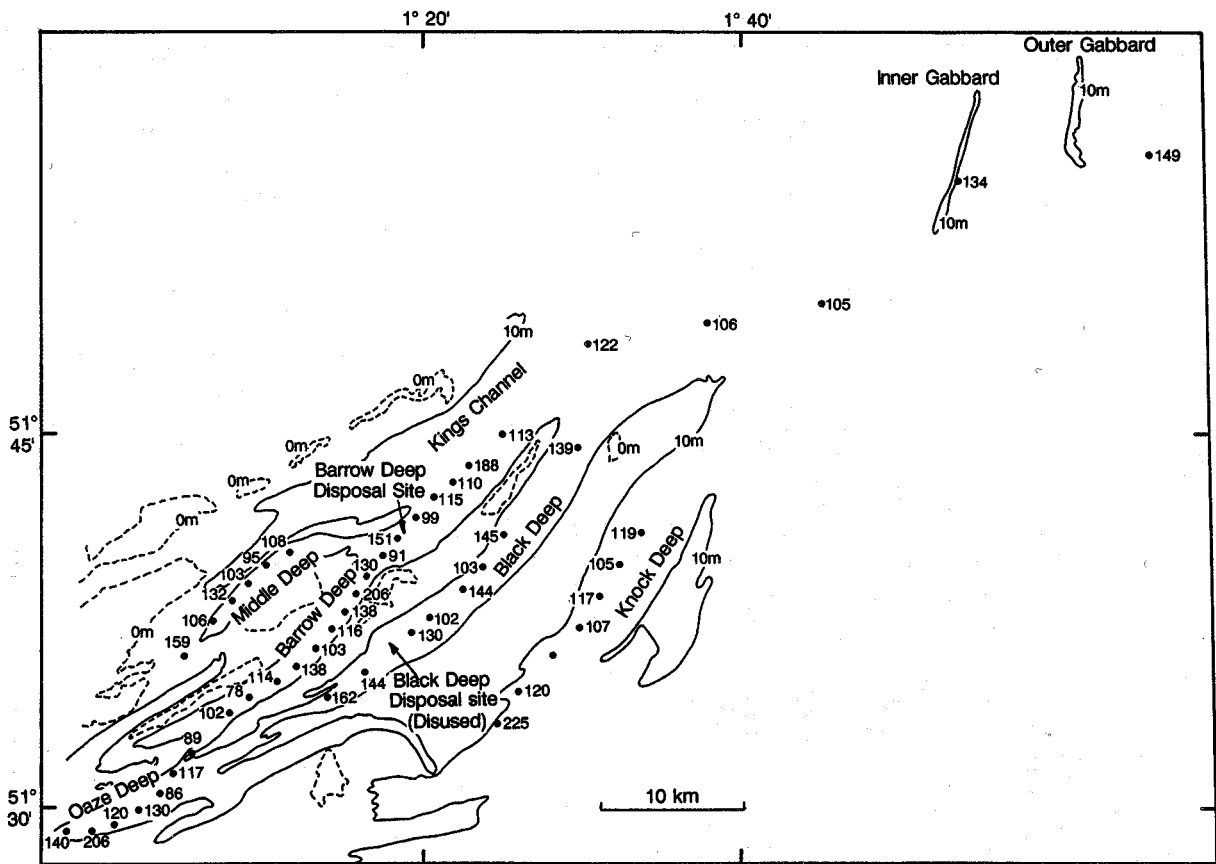 1° 20'
1° 40'
Outer Gabbard
Inner Gabbard
10m
149
134
10m
105
106
10m
122
0m
Kings Channel
51°
45'
113
139
0m
10m
0m
188
Barrow Deep
Disposal Site
110
0m
115
0m
99
151
145
Black Deep
119
108
91
95
130
103
105
10m
103
Middle Deep
206
144
Knock Deep
132
138
117
106
Barrow Deep
116
102
107
0m
130
159
103
138
144
Black Deep
Disposal site
(Disused)
114
120
78
162
102
225
89
117
Oaze Deep
86
10 km
51°
30'
120
130
140
206